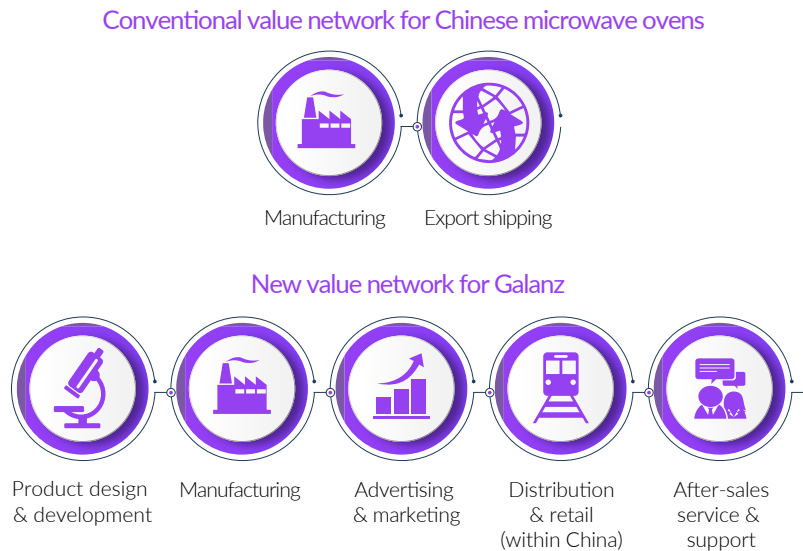 Conventional value network for Chinese microwave ovens
Manufacturing
Export shipping
New value network for Galanz
Product design
& development
Manufacturing
Advertising
& marketing
Distribution
& retail
(within China)
After-sales
service &
support